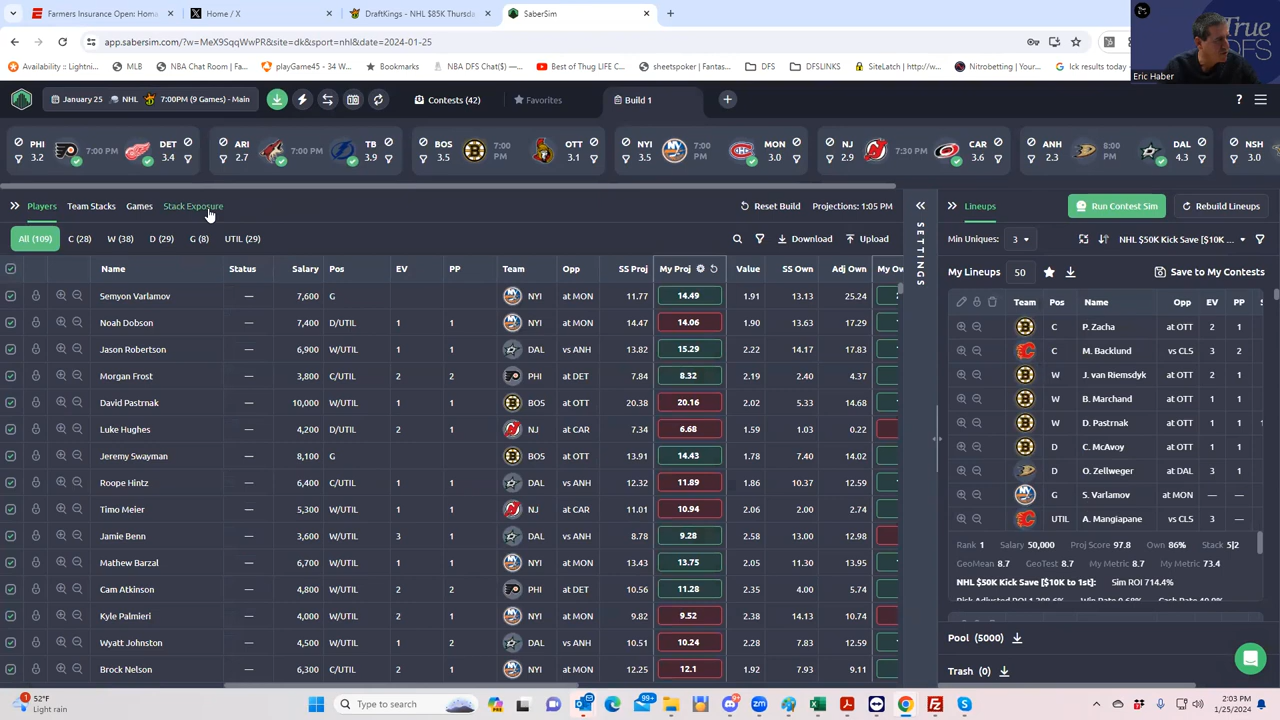 Farmers Insurance Open: Hom
Home / X
DraftKings - NHL $85K Thursda
SaberSim
app.sabersim.com/?w=MeX9SqqWwPR&site=dk&sport=nhl&date=2024-01-25
Availability :: Lightni...
MLB
NBA Chat Room | Fa...
playGame45 - 34 W...
Bookmarks
NBA DFS Chat($) —...
Best of Thug LIFE C...
sheetspoker | Poster...
DFS
DFSLINKS
SiteLatch | http://w...
Nitrobetting | Your...
lck results today | f...
True DFS
Eric Haber
January 25
NHL
7:00PM (9 Games) - Main
Contests (42)
Favorites
Build 1
PHI 3.2 7:00 PM DET 3.4
ARI 2.7 7:00 PM TB 3.9
BOS 3.5 7:00 PM OTT 3.1
NYI 3.5 7:00 PM MON 3.0
NJ 2.9 7:30 PM CAR 3.6
ANH 2.3 8:00 PM DAL 4.3
NSH 3.0
Players Team Stacks Games Stack Exposure
Reset Build Projections: 1:05 PM
All (109) C (28) W (38) D (29) G (8) UTIL (29)
Download Upload
Name Status Salary Pos EV PP Team Opp SS Proj My Proj Value SS Own Adj Own My Ow
Semyon Varlamov — 7,600 G NYI at MON 11.77 14.49 1.91 13.13 25.24
Noah Dobson — 7,400 D/UTIL 1 1 NYI at MON 14.47 14.06 1.90 13.63 17.29
Jason Robertson — 6,900 W/UTIL 1 1 DAL vs ANH 13.82 15.29 2.22 14.17 17.83
Morgan Frost — 3,800 C/UTIL 2 2 PHI at DET 7.84 8.32 2.19 2.40 4.37
David Pastrnak — 10,000 W/UTIL 1 1 BOS at OTT 20.38 20.16 2.02 5.33 14.68
Luke Hughes — 4,200 D/UTIL 3 1 NJ at CAR 7.34 6.68 1.59 1.03 0.22
Jeremy Swayman — 8,100 G BOS at OTT 13.91 14.43 1.78 7.40 14.02
Roope Hintz — 6,400 C/UTIL 1 1 DAL vs ANH 12.32 11.89 1.86 10.37 12.59
Timo Meier — 5,300 W/UTIL 1 1 NJ at CAR 11.01 10.94 2.06 2.00 2.74
Jamie Benn — 3,600 W/UTIL 3 1 DAL vs ANH 8.78 9.28 2.58 13.00 12.98
Mathew Barzal — 6,700 W/UTIL 1 1 NYI at MON 13.43 13.75 2.05 11.30 13.95
Cam Atkinson — 4,800 W/UTIL 2 2 PHI at DET 10.56 11.28 2.35 4.00 5.74
Kyle Palmieri — 4,000 W/UTIL 2 1 NYI at MON 9.82 9.52 2.38 10.17 10.34
Wyatt Johnston — 4,500 W/UTIL 1 2 DAL vs ANH 10.51 10.24 2.28 7.83 12.59
Brock Nelson — 6,300 C/UTIL 2 1 NYI at MON 12.25 12.1 1.92 7.93 9.11
SETTINGS
Lineups
Run Contest Sim Rebuild Lineups
Min Uniques: 3
NHL $50K Kick Save [$10K ...
My Lineups 50
Save to My Contests
Team Pos Name Opp EV PP
C P. Zacha at OTT 2 1
C M. Backlund vs CLS 3 2
W J. van Riemsdyk at OTT 2 1
W B. Marchand at OTT 1 1
W D. Pastrnak at OTT 1 1
D C. McAvoy at OTT 1 1
D O. Zellweger at DAL 3 1
G S. Varlamov at MON — —
UTIL A. Mangiapane vs CLS 3 —
Rank 1 Salary 50,000 Proj Score 97.8 Own 86% Stack 5|2
GeoMean 8.7 GeoTest 8.7 My Metric 8.7 My Metric 73.4
NHL $50K Kick Save [$10K to 1st]: Sim ROI 714.4%
Pool (5000)
Trash (0)
52°F
Light rain
Type to search
99+
2:03 PM
1/25/2024